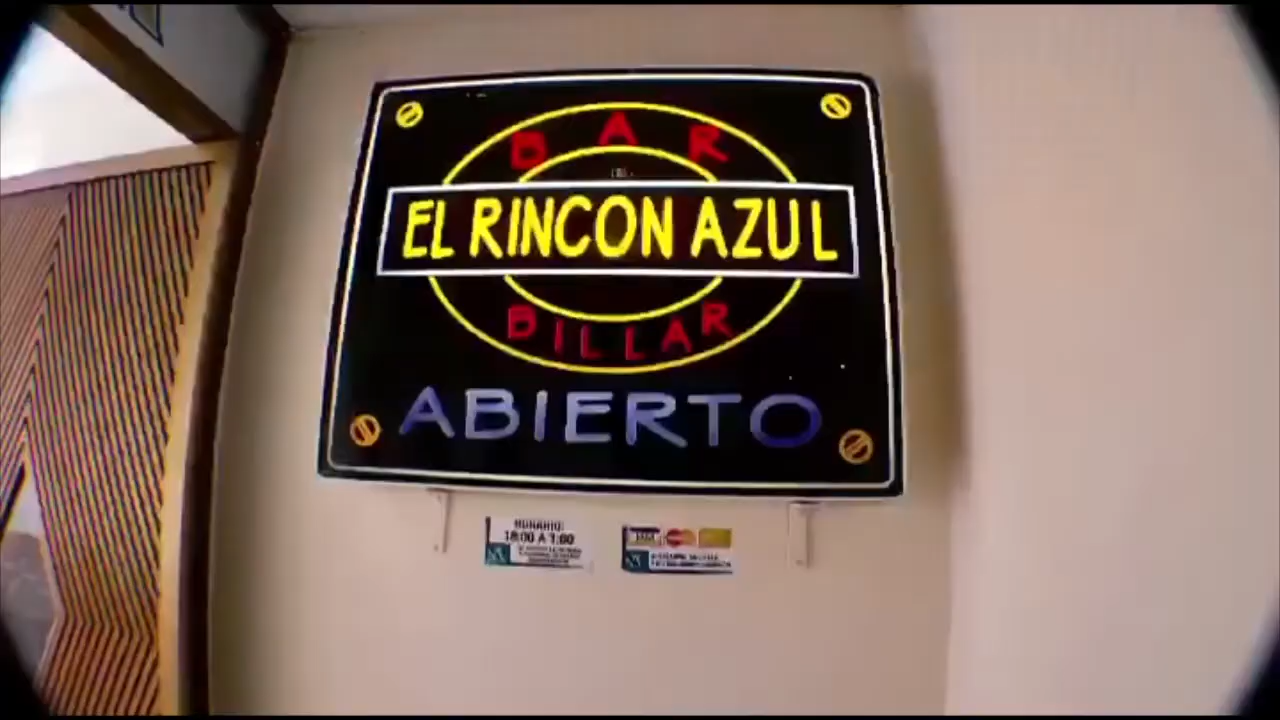 BAR
EL RINCON AZUL
BILLAR
ABIERTO
HORARIO:
18:00 A 1:00